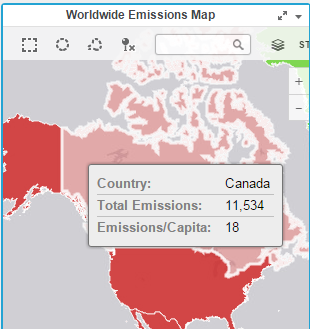 Worldwide Emissions Map
ST
Country: Canada
Total Emissions: 11,534
Emissions/Capita: 18